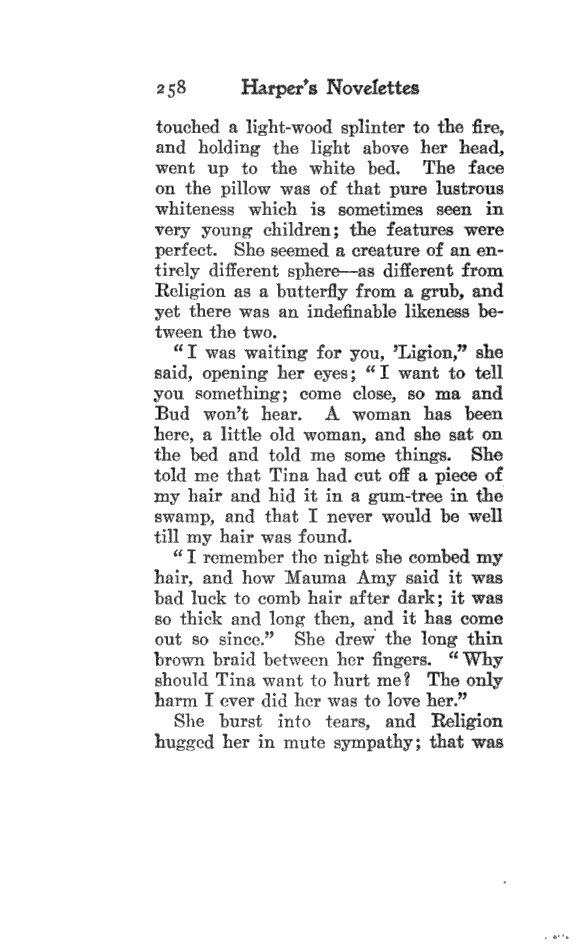 258 Harper's Novelettes
touched a light-wood splinter to the fire,
and holding the light above her head,
went up to the white bed. The face
on the pillow was of that pure lustrous
whiteness which is sometimes seen in
very young children; the features were
perfect. She seemed a creature of an en-
tirely different sphere—as different from
Religion as a butterfly from a grub, and
yet there was an indefinable likeness be-
tween the two.
"I was waiting for you, 'Ligion," she
said, opening her eyes; "I want to tell
you something; come close, so ma and
Bud won't hear. A woman has been
here, a little old woman, and she sat on
the bed and told me some things. She
told me that Tina had cut off a piece of
my hair and hid it in a gum-tree in the
swamp, and that I never would be well
till my hair was found.
"I remember the night she combed my
hair, and how Mauma Amy said it was
bad luck to comb hair after dark; it was
so thick and long then, and it has come
out so since." She drew the long thin
brown braid between her fingers. "Why
should Tina want to hurt me? The only
harm I ever did her was to love her."
She burst into tears, and Religion
hugged her in mute sympathy; that was